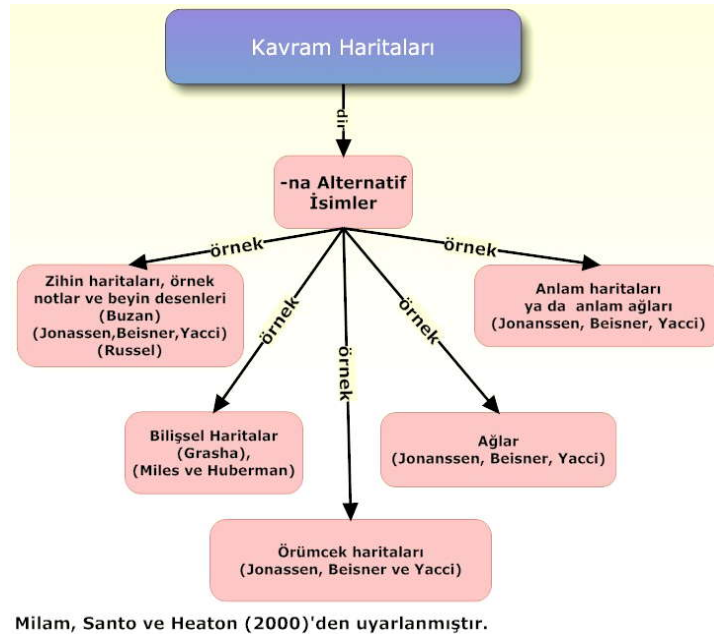 Kavram Haritaları
dir
-na Alternatif
İsimler
örnek
örnek
örnek
örnek
örnek
Zihin haritaları, örnek
notlar ve beyin desenleri
(Buzan)
(Jonassen,Beisner,Yacci)
(Russel)
Anlam haritaları
ya da anlam ağları
(Jonanssen, Beisner, Yacci)
Bilişsel Haritalar
(Grasha),
(Miles ve Huberman)
Ağlar
(Jonanssen, Beisner, Yacci)
Örümcek haritaları
(Jonassen, Beisner ve Yacci)
Milam, Santo ve Heaton (2000)'den uyarlanmıştır.